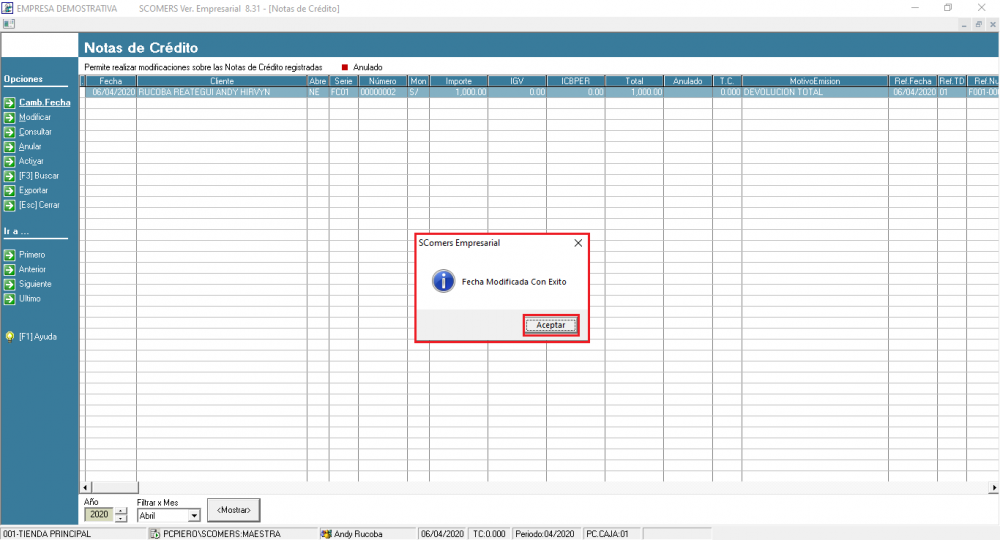 EMPRESA DEMOSTRATIVA SCOMERS Ver. Empresarial 8.31 - [Notas de Crédito]
Notas de Crédito
Permite realizar modificaciones sobre las Notas de Crédito registradas Anulado
Opciones
Camb.Fecha
Modificar
Consultar
Anular
Activar
[F3] Buscar
Exportar
[Esc] Cerrar
Ir a ...
Primero
Anterior
Siguiente
Ultimo
[F1] Ayuda
Fecha Cliente Abre Serie Número Mon Importe IGV ICBPER Total Anulado T.C. MotivoEmision Ref.Fecha Ref.TD Ref.Nu
06/04/2020 RUCOBA REATEGUI ANDY HIRVYN NE FC01 00000002 S/ 1,000.00 0.00 0.00 1,000.00 0.000 DEVOLUCION TOTAL 06/04/2020 01 F001-00
SComers Empresarial
Fecha Modificada Con Exito
Aceptar
Año Filtrar x Mes
2020 Abril <Mostrar>
001-TIENDA PRINCIPAL PCPIERO\SCOMERS:MAESTRA Andy Rucoba 06/04/2020 TC:0.000 Periodo:04/2020 PC.CAJA:01